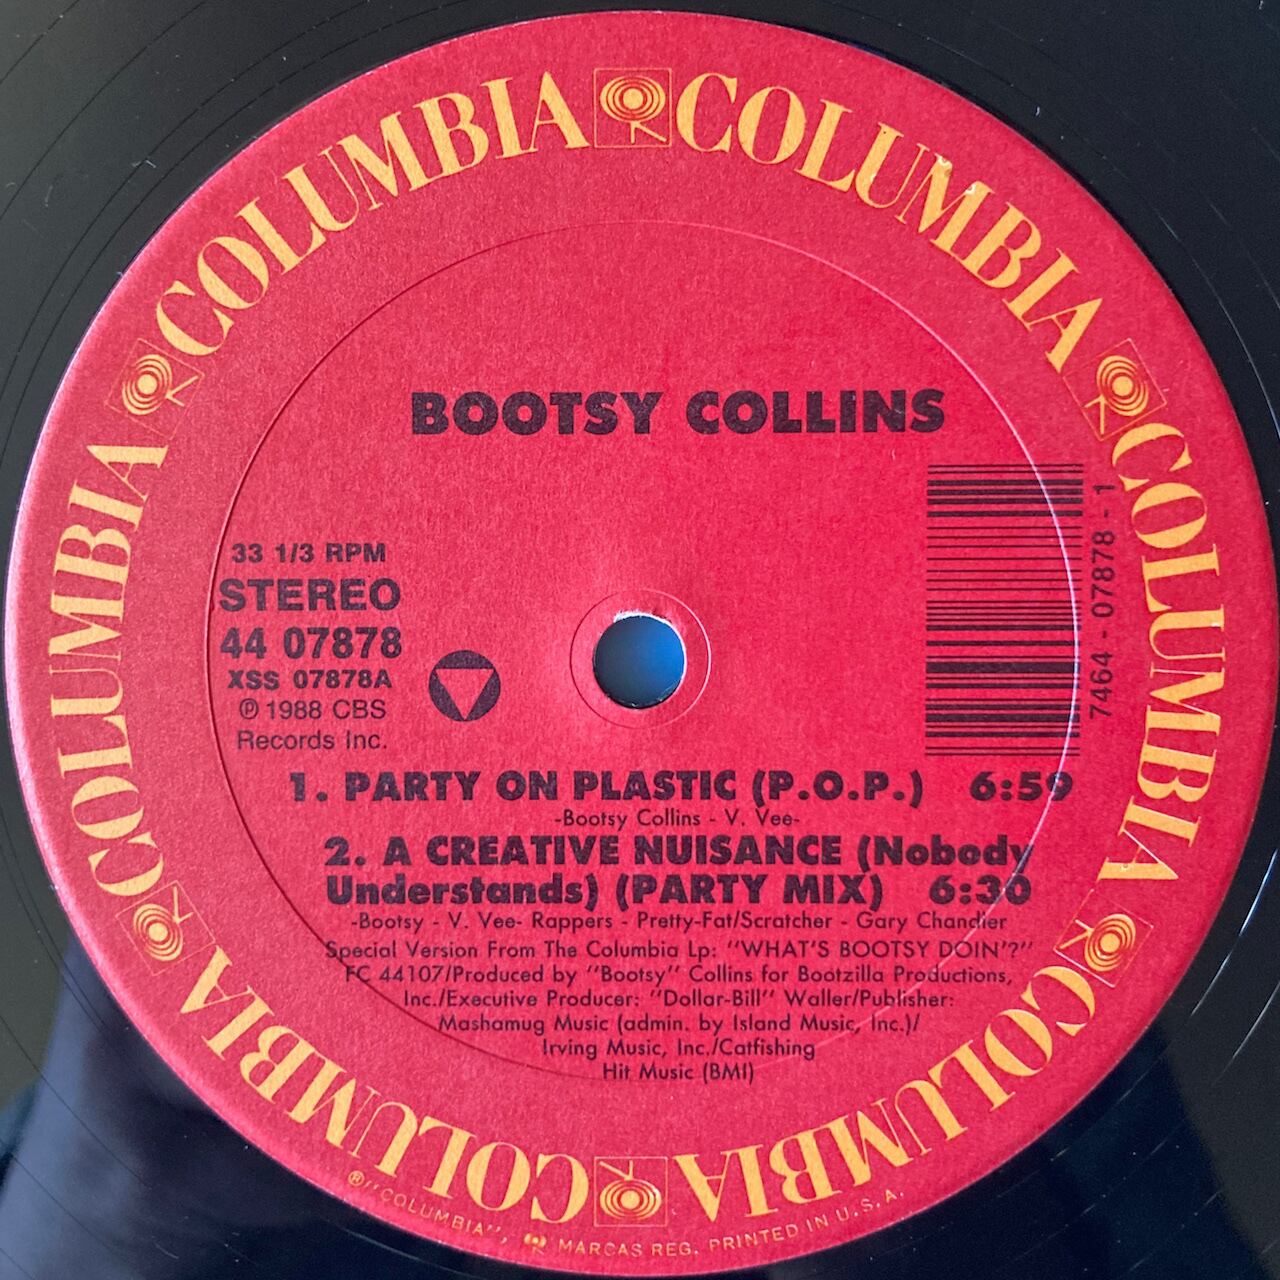 COLUMBIA COLUMBIA COLUMBIA COLUMBIA COLUMBIA COLUMBIA COLUMBIA COLUMBIA
BOOTSY COLLINS
33 1/3 RPM
STEREO
44 07878
XSS 07878A
℗ 1988 CBS
Records Inc.
7464-07878-1
1. PARTY ON PLASTIC (P.O.P.) 6:59
-Bootsy Collins - V. Vee-
2. A CREATIVE NUISANCE (Nobody
Understands) (PARTY MIX) 6:30
-Bootsy - V. Vee- Rappers - Pretty-Fat/Scratcher - Gary Chandler
Special Version From The Columbia Lp: "WHAT'S BOOTSY DOIN'?"
FC 44107/Produced by "Bootsy" Collins for Bootzilla Productions,
Inc./Executive Producer: "Dollar-Bill" Waller/Publisher:
Mashamug Music (admin. by Island Music, Inc.)/
Irving Music, Inc./Catfishing
Hit Music (BMI)
®"COLUMBIA", MARCAS REG. PRINTED IN U.S.A.